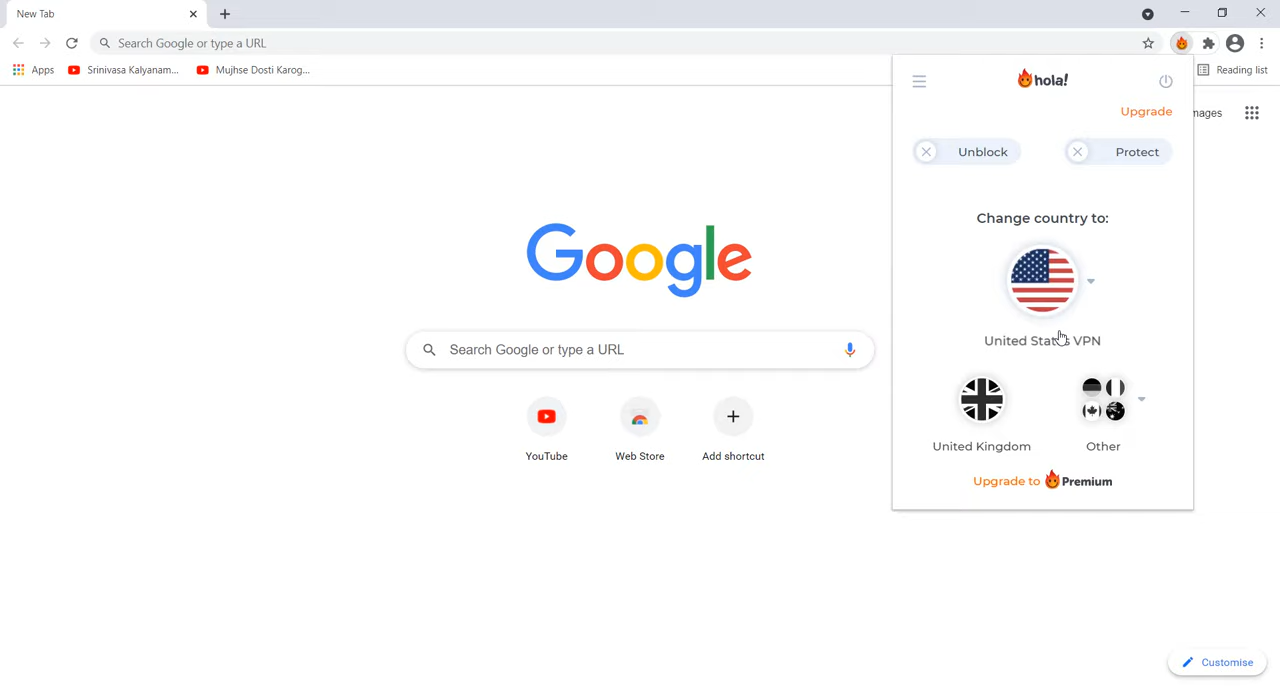 New Tab
Search Google or type a URL
Apps
Srinivasa Kalyanam...
Mujhse Dosti Karog...
Reading list
hola!
Upgrade
mages
Unblock
Protect
Change country to:
United States VPN
United Kingdom
Other
Upgrade to Premium
Google
Search Google or type a URL
YouTube
Web Store
Add shortcut
Customise